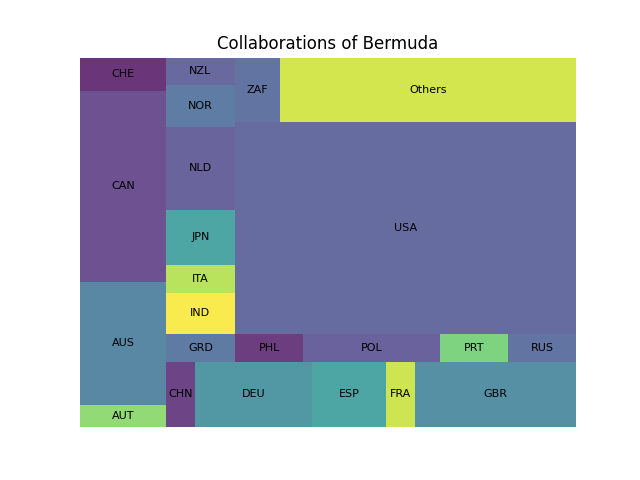 Collaborations of Bermuda
CHE
NZL
ZAF
Others
NOR
CAN
NLD
USA
JPN
ITA
IND
AUS
GRD
PHL
POL
PRT
RUS
CHN
DEU
ESP
FRA
GBR
AUT